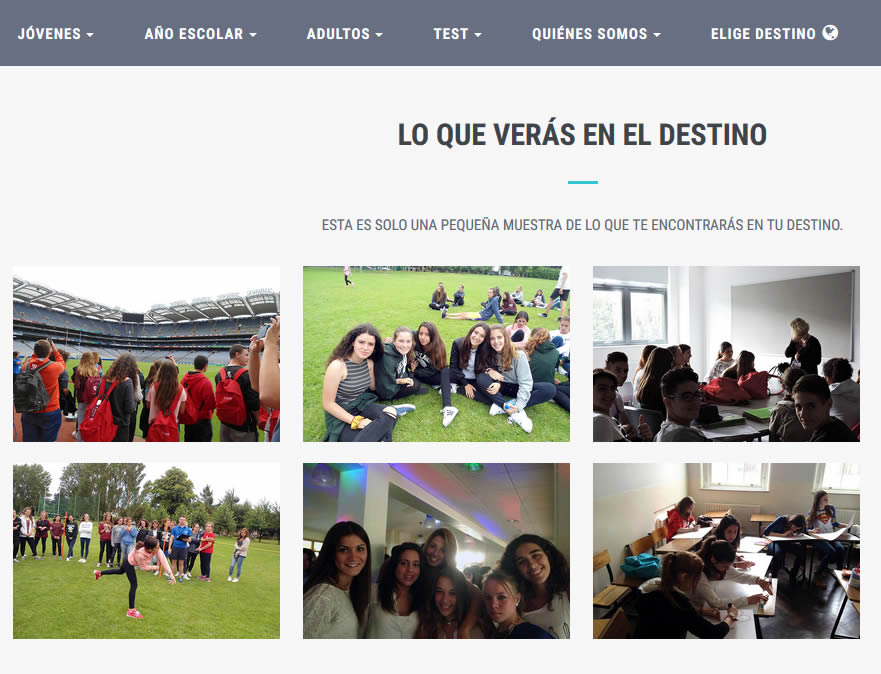 JÓVENES AÑO ESCOLAR ADULTOS TEST QUIÉNES SOMOS ELIGE DESTINO
LO QUE VERÁS EN EL DESTINO
ESTA ES SOLO UNA PEQUEÑA MUESTRA DE LO QUE TE ENCONTRARÁS EN TU DESTINO.